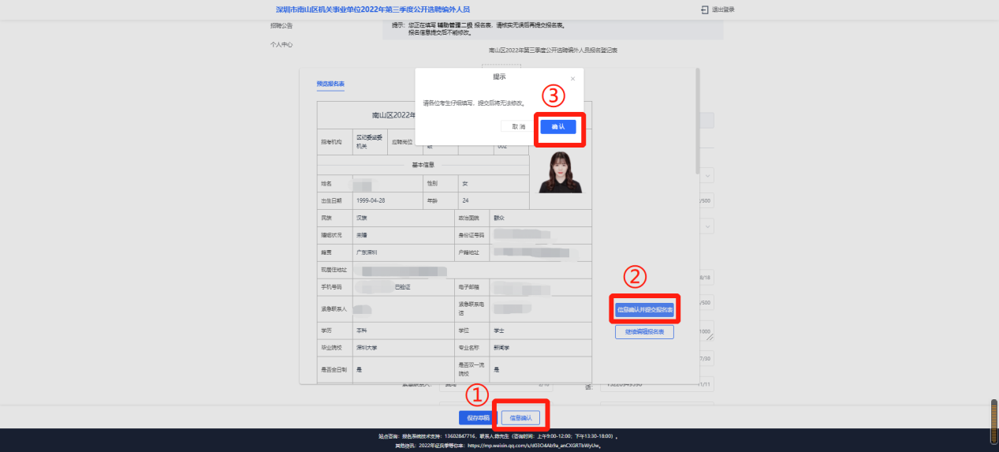 深圳市南山区机关事业单位2022年第三季度公开选聘编外人员
退出登录
招聘公告
个人中心
提示：您正在填写 辅助管理二级 报名表，请核实无误后再提交报名表。
报名信息提交后不能修改。
南山区2022年第三季度公开选聘编外人员报名登记表
预览报名表
提示
×
请各位考生仔细填写，提交后将无法修改。
取 消
确 认
③
南山区2022年
报考机构 区纪委监委机关 应聘岗位 级 002
基本信息
姓名 性别 女
出生日期 1999-04-28 年龄 24
民族 汉族 政治面貌 群众
婚姻状况 未婚 身份证号码
籍贯 广东深圳 户籍地址
现居住地址
手机号码 已验证 电子邮箱
紧急联系人 紧急联系电话
学历 本科 学位 学士
毕业院校 深圳大学 专业名称 新闻学
是否全日制 是 是否双一流院校 是
②
信息确认并提交报名表
继续编辑报名表
/500
8/18
/500
1000
7/30
11/11
①
保存草稿
信息确认
站点咨询：报名系统技术支持：13602847716，联系人:韩先生（咨询时间：上午9:00-12:00；下午13:30-18:00）。
其他资讯：2022年征兵季等你来：https://mp.weixin.qq.com/s/d03O4Ab9a_anCXGRTbWyUw。